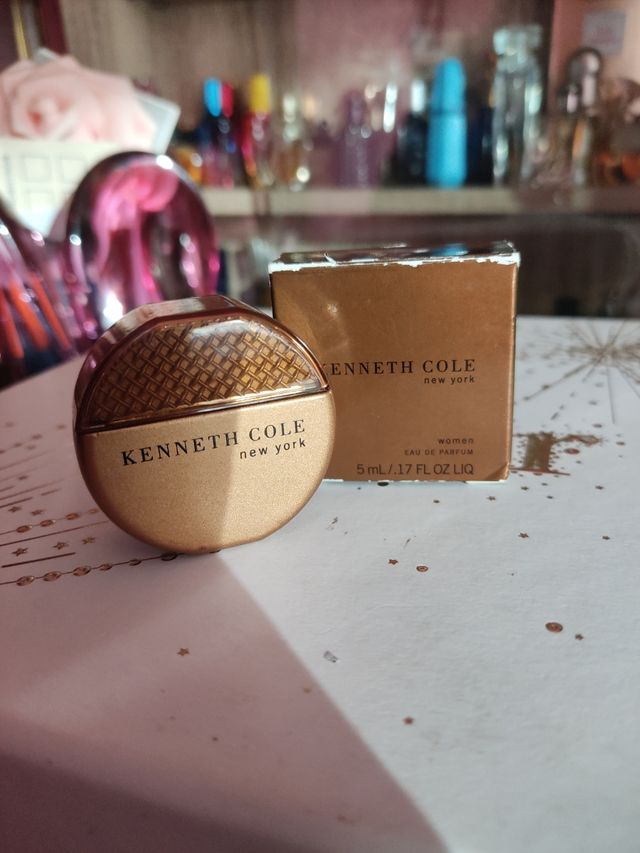 KENNETH COLE
new york
KENNETH COLE
new york
women
EAU DE PARFUM
5 mL/.17 FL OZ LIQ